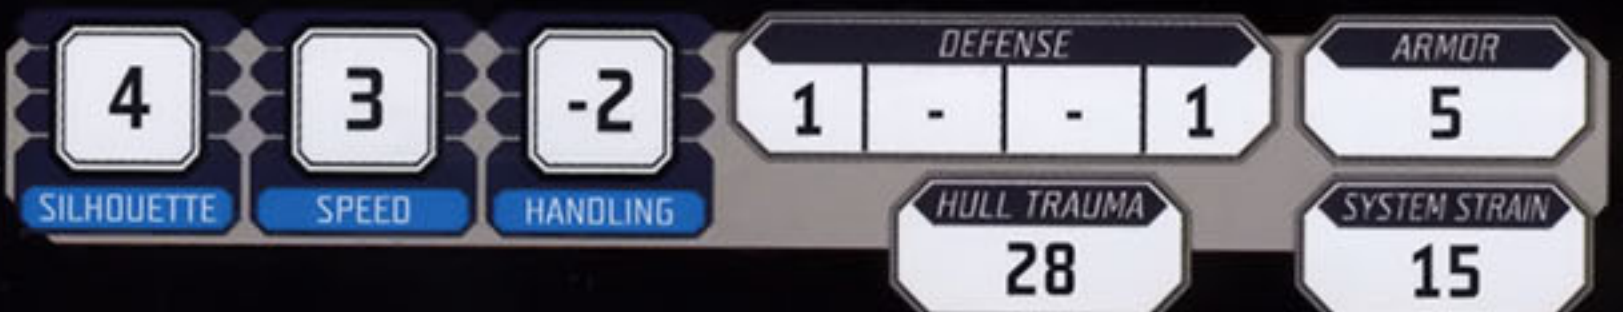 4 3 -2
SILHOUETTE SPEED HANDLING
DEFENSE
1 - - 1
ARMOR
5
HULL TRAUMA
28
SYSTEM STRAIN
15